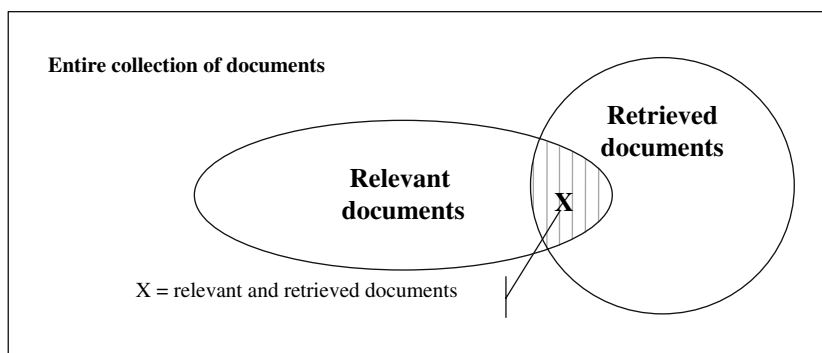 Entire collection of documents
Retrieved
documents
Relevant
documents
X
X = relevant and retrieved documents